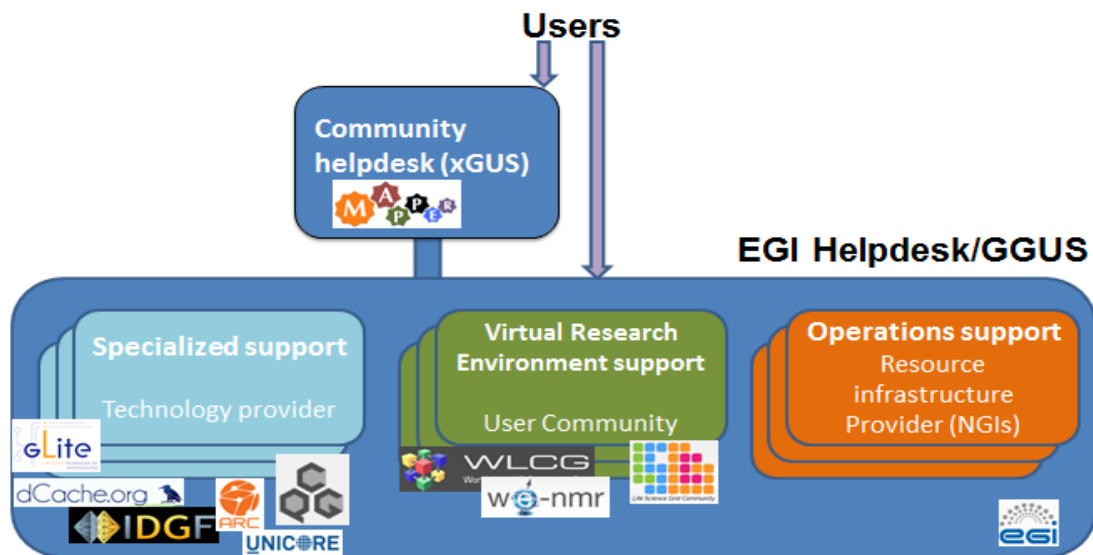 Users
Community
helpdesk (xGUS)
MAPPER
EGI Helpdesk/GGUS
Specialized support
Technology provider
Virtual Research
Environment support
User Community
Operations support
Resource
infrastructure
Provider (NGIs)
gLite
dCache.org
IDGF
ARC
CQG
UNICORE
WLCG
we-nmr
Life Science Grid Community
egi